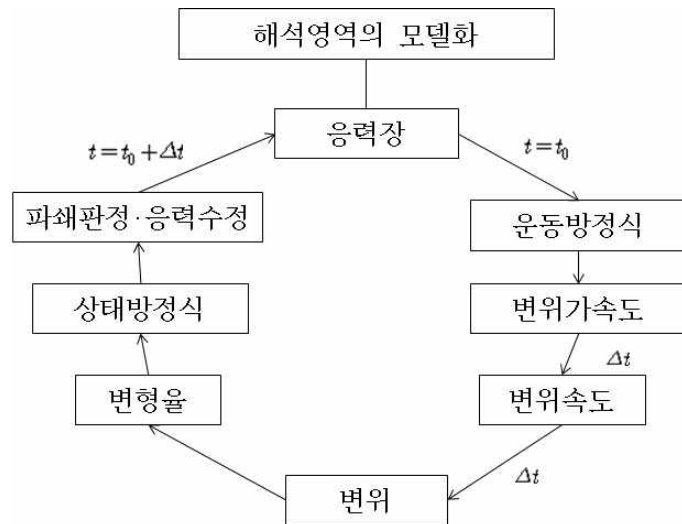 해석영역의 모델화
응력장
t=t₀+Δt
t=t₀
파쇄판정·응력수정
운동방정식
상태방정식
변위가속도
Δt
변형율
변위속도
Δt
변위